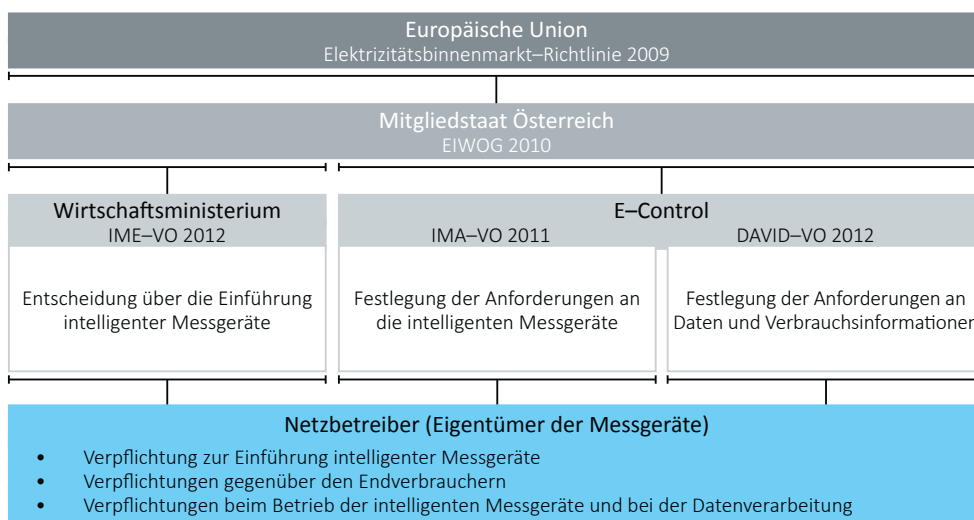 Europäische Union
Elektrizitätsbinnenmarkt–Richtlinie 2009
Mitgliedstaat Österreich
ElWOG 2010
Wirtschaftsministerium
IME–VO 2012
E–Control
IMA–VO 2011
DAVID–VO 2012
Entscheidung über die Einführung
intelligenter Messgeräte
Festlegung der Anforderungen an
die intelligenten Messgeräte
Festlegung der Anforderungen an
Daten und Verbrauchsinformationen
Netzbetreiber (Eigentümer der Messgeräte)
• Verpflichtung zur Einführung intelligenter Messgeräte
• Verpflichtungen gegenüber den Endverbrauchern
• Verpflichtungen beim Betrieb der intelligenten Messgeräte und bei der Datenverarbeitung